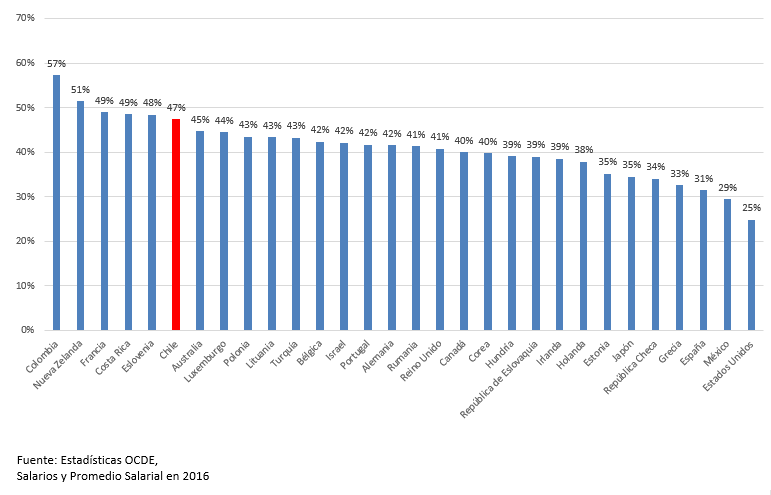 70%
60%
50%
40%
30%
20%
10%
0%
57%
51%
49%
49%
48%
47%
45%
44%
43%
43%
43%
42%
42%
42%
42%
41%
41%
40%
40%
39%
39%
39%
38%
35%
35%
34%
33%
31%
29%
25%
Colombia
Nueva Zelanda
Francia
Costa Rica
Eslovenia
Chile
Australia
Luxemburgo
Polonia
Lituania
Turquía
Bélgica
Israel
Portugal
Alemania
Rumania
Reino Unido
Canadá
Corea
Hundría
República de Eslovaquia
Irlanda
Holanda
Estonia
Japón
República Checa
Grecia
España
México
Estados Unidos
Fuente: Estadísticas OCDE,
Salarios y Promedio Salarial en 2016